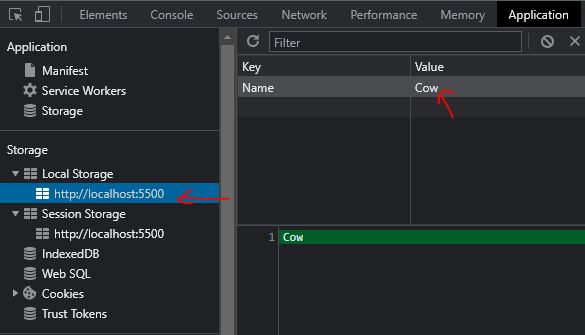 Elements Console Sources Network Performance Memory Application
Application
Manifest
Service Workers
Storage
Storage
Local Storage
http://localhost:5500
Session Storage
http://localhost:5500
IndexedDB
Web SQL
Cookies
Trust Tokens
Filter
Key Value
Name Cow
1 Cow